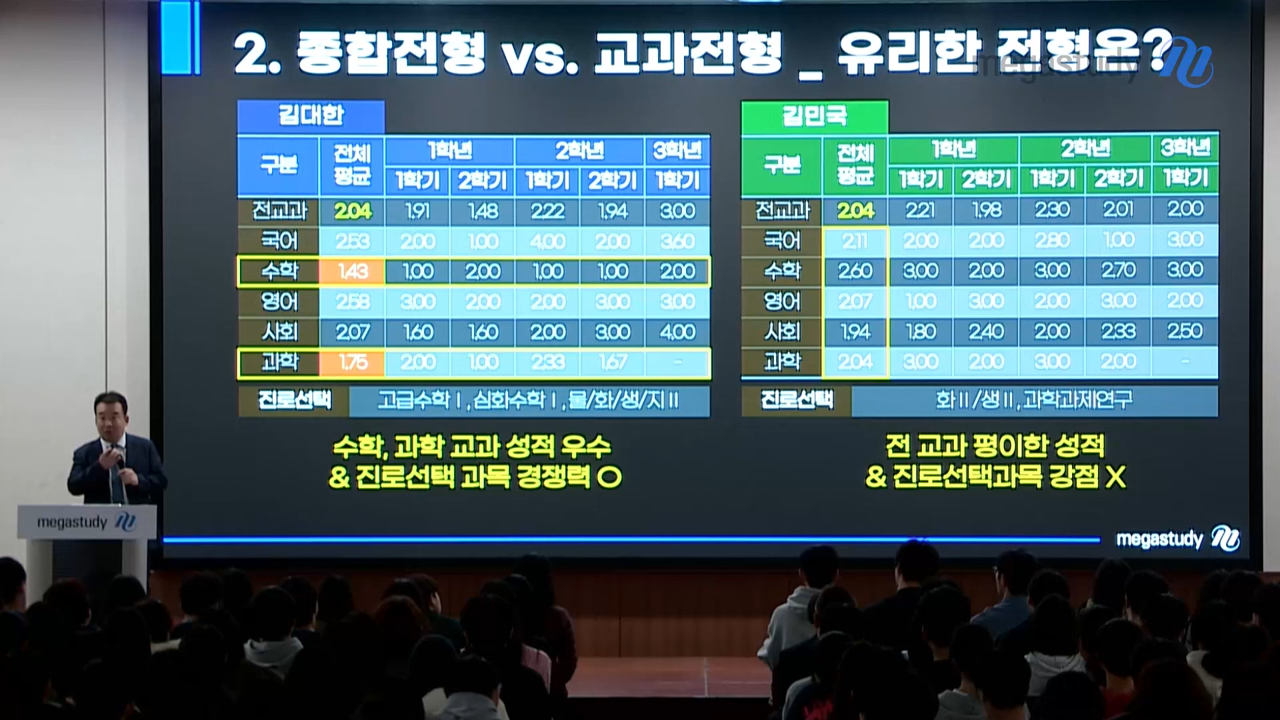 2. 종합전형 vs. 교과전형 _ 유리한 전형은?
megastudy
김대한
구분 전체 평균 1학년 2학년 3학년
1학기 2학기 1학기 2학기 1학기
전교과 2.04 1.91 1.48 2.22 1.94 3.00
국어 2.53 2.00 1.00 4.00 2.00 3.60
수학 1.43 1.00 2.00 1.00 1.00 2.00
영어 2.58 3.00 2.00 2.00 3.00 3.00
사회 2.07 1.60 1.60 2.00 3.00 4.00
과학 1.75 2.00 1.00 2.33 1.67 -
진로선택 고급수학Ⅰ, 심화수학Ⅰ, 물/화/생/지Ⅱ
수학, 과학 교과 성적 우수
& 진로선택 과목 경쟁력 O
김민국
구분 전체 평균 1학년 2학년 3학년
1학기 2학기 1학기 2학기 1학기
전교과 2.04 2.21 1.98 2.30 2.01 2.00
국어 2.11 2.00 2.00 2.80 1.00 3.00
수학 2.60 3.00 2.00 3.00 2.70 3.00
영어 2.07 1.00 3.00 2.00 3.00 2.00
사회 1.94 1.80 2.40 2.00 2.33 2.50
과학 2.04 3.00 2.00 3.00 2.00 -
진로선택 화Ⅱ/생Ⅱ, 과학과제연구
전 교과 평이한 성적
& 진로선택과목 강점 X
megastudy
megastudy